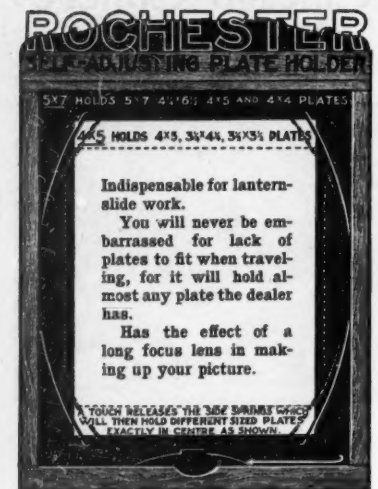 ROCHESTER
SELF-ADJUSTING PLATE HOLDER
5X7 HOLDS 5X7 4¼X6½ 4X5 AND 4X4 PLATES
4X5 HOLDS 4X5, 3¼X4¼, 3¼X3¼ PLATES
Indispensable for lantern-
slide work.
You will never be em-
barrassed for lack of
plates to fit when travel-
ing, for it will hold al-
most any plate the dealer
has.
Has the effect of a
long focus lens in mak-
ing up your picture.
A TOUCH RELEASES THE SIDE SPRINGS WHICH
WILL THEN HOLD DIFFERENT SIZED PLATES
EXACTLY IN CENTRE AS SHOWN.